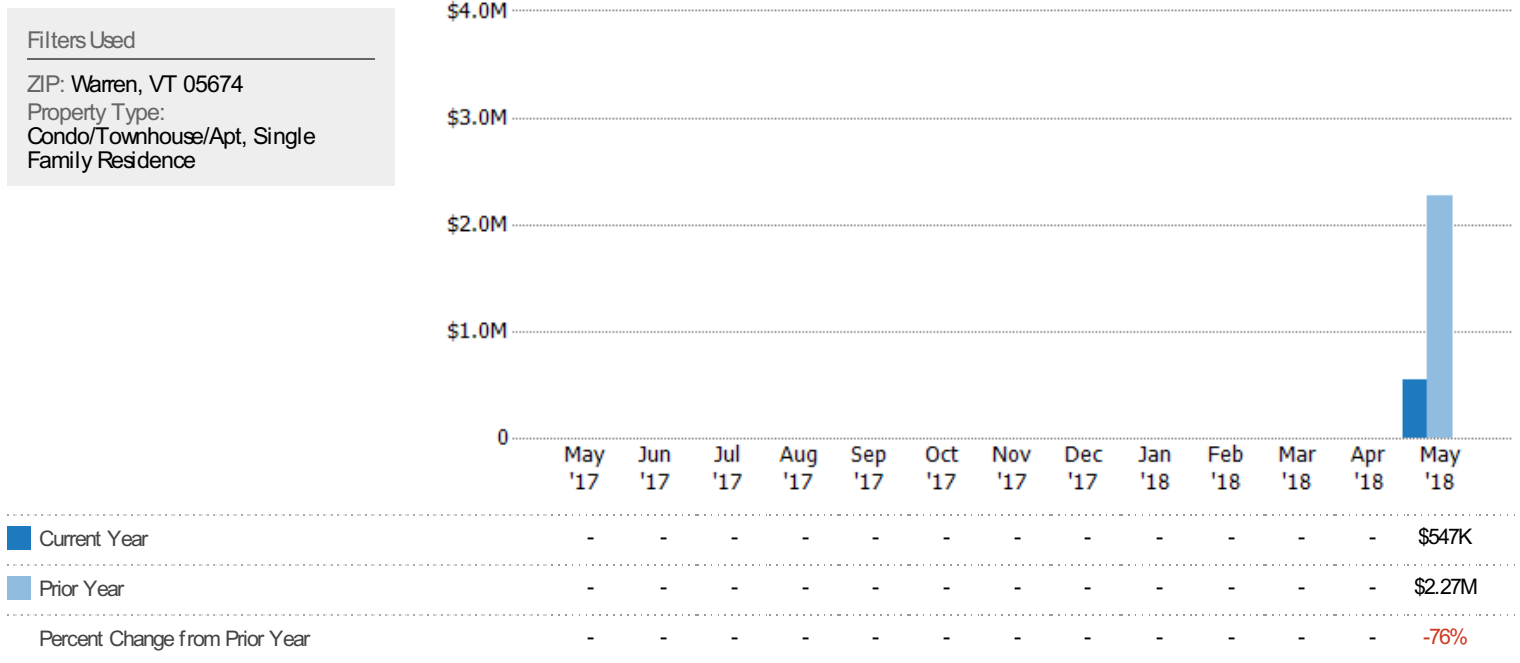 Filters Used
ZIP: Warren, VT 05674
Property Type:
Condo/Townhouse/Apt, Single
Family Residence
$4.0M
$3.0M
$2.0M
$1.0M
0
May Jun Jul Aug Sep Oct Nov Dec Jan Feb Mar Apr May
'17 '17 '17 '17 '17 '17 '17 '17 '18 '18 '18 '18 '18
Current Year - - - - - - - - - - - - $547K
Prior Year - - - - - - - - - - - - $2.27M
Percent Change from Prior Year - - - - - - - - - - - - -76%